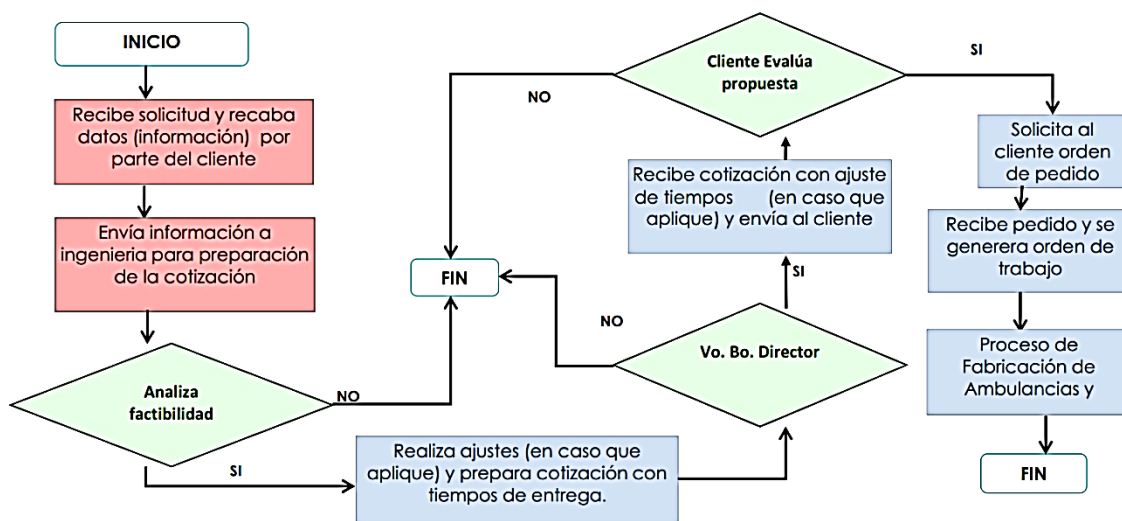 INICIO
Recibe solicitud y recaba
datos (información) por
parte del cliente
Envía información a
ingenieria para preparación
de la cotización
Analiza
factibilidad
NO
SI
Realiza ajustes (en caso que
aplique) y prepara cotización con
tiempos de entrega.
Vo. Bo. Director
NO
SI
FIN
Recibe cotización con ajuste
de tiempos (en caso que
aplique) y envía al cliente
Cliente Evalúa
propuesta
NO
SI
Solicita al
cliente orden
de pedido
Recibe pedido y se
generera orden de
trabajo
Proceso de
Fabricación de
Ambulancias y
FIN